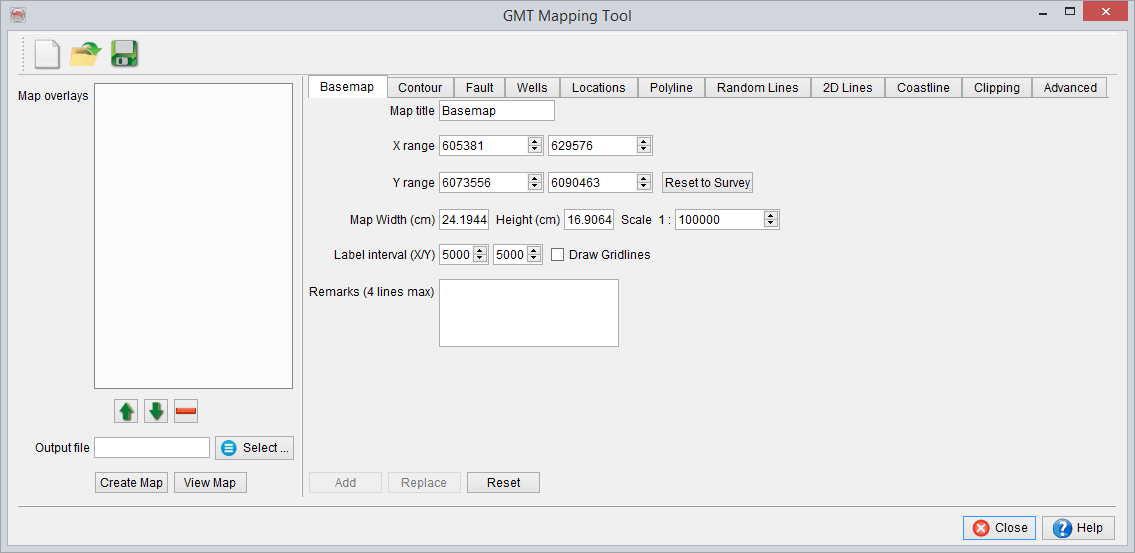 GMT Mapping Tool
Map overlays
Basemap Contour Fault Wells Locations Polyline Random Lines 2D Lines Coastline Clipping Advanced
Map title Basemap
X range 605381 629576
Y range 6073556 6090463 Reset to Survey
Map Width (cm) 24.1944 Height (cm) 16.9064 Scale 1 : 100000
Label interval (X/Y) 5000 5000 Draw Gridlines
Remarks (4 lines max)
Output file Select ...
Create Map View Map
Add Replace Reset
Close Help